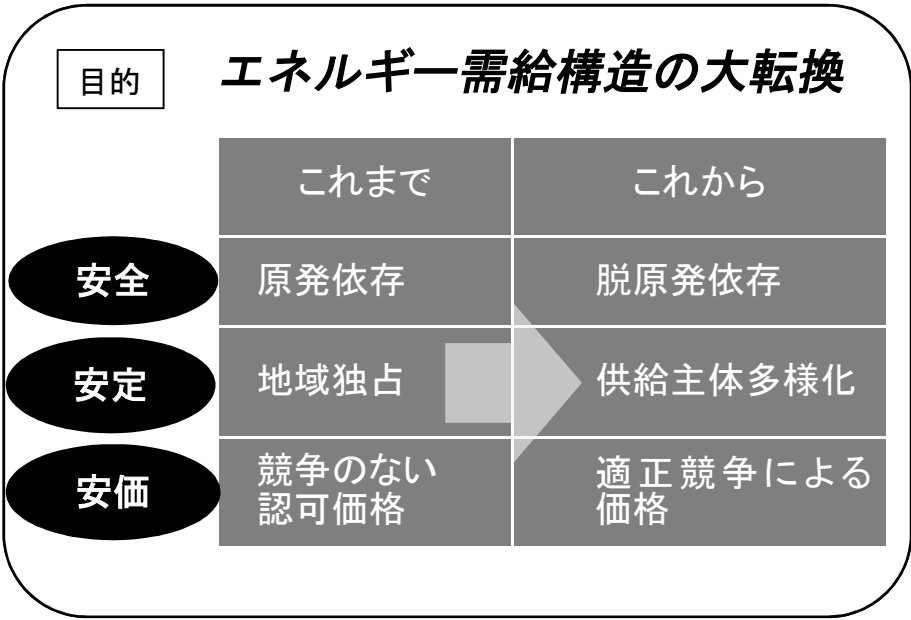 目的
エネルギー需給構造の大転換
これまで
これから
安全
原発依存
脱原発依存
安定
地域独占
供給主体多様化
安価
競争のない
認可価格
適正競争による
価格